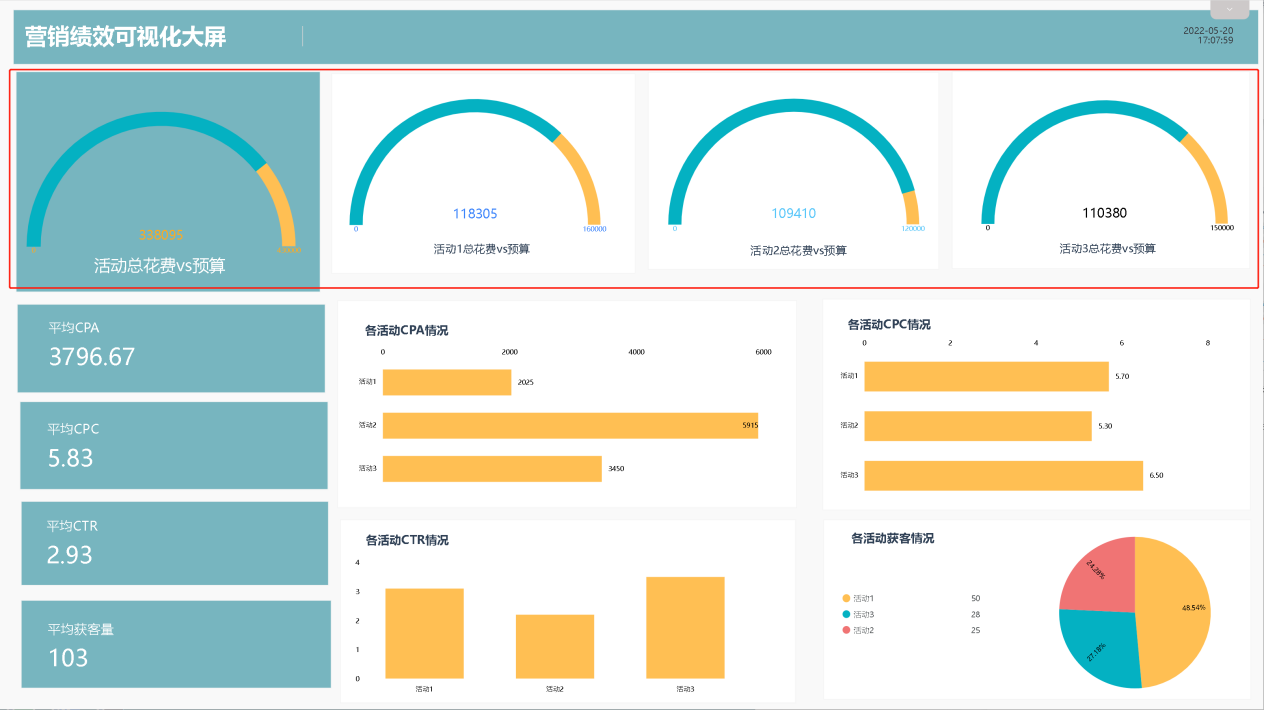 营销绩效可视化大屏
2022-05-20
17:07:59
338095
0
活动总花费vs预算
118305
0 160000
活动1总花费vs预算
109410
0 120000
活动2总花费vs预算
110380
0 150000
活动3总花费vs预算
平均CPA
3796.67
平均CPC
5.83
平均CTR
2.93
平均获客量
103
各活动CPA情况
0 2000 4000 6000
活动1 2025
活动2 5915
活动3 3450
各活动CPC情况
0 2 4 6 8
活动1 5.70
活动2 5.30
活动3 6.50
各活动CTR情况
4
3
2
1
0
活动1 活动2 活动3
各活动获客情况
活动1 50
活动3 28
活动2 25
24.28%
48.54%
27.18%